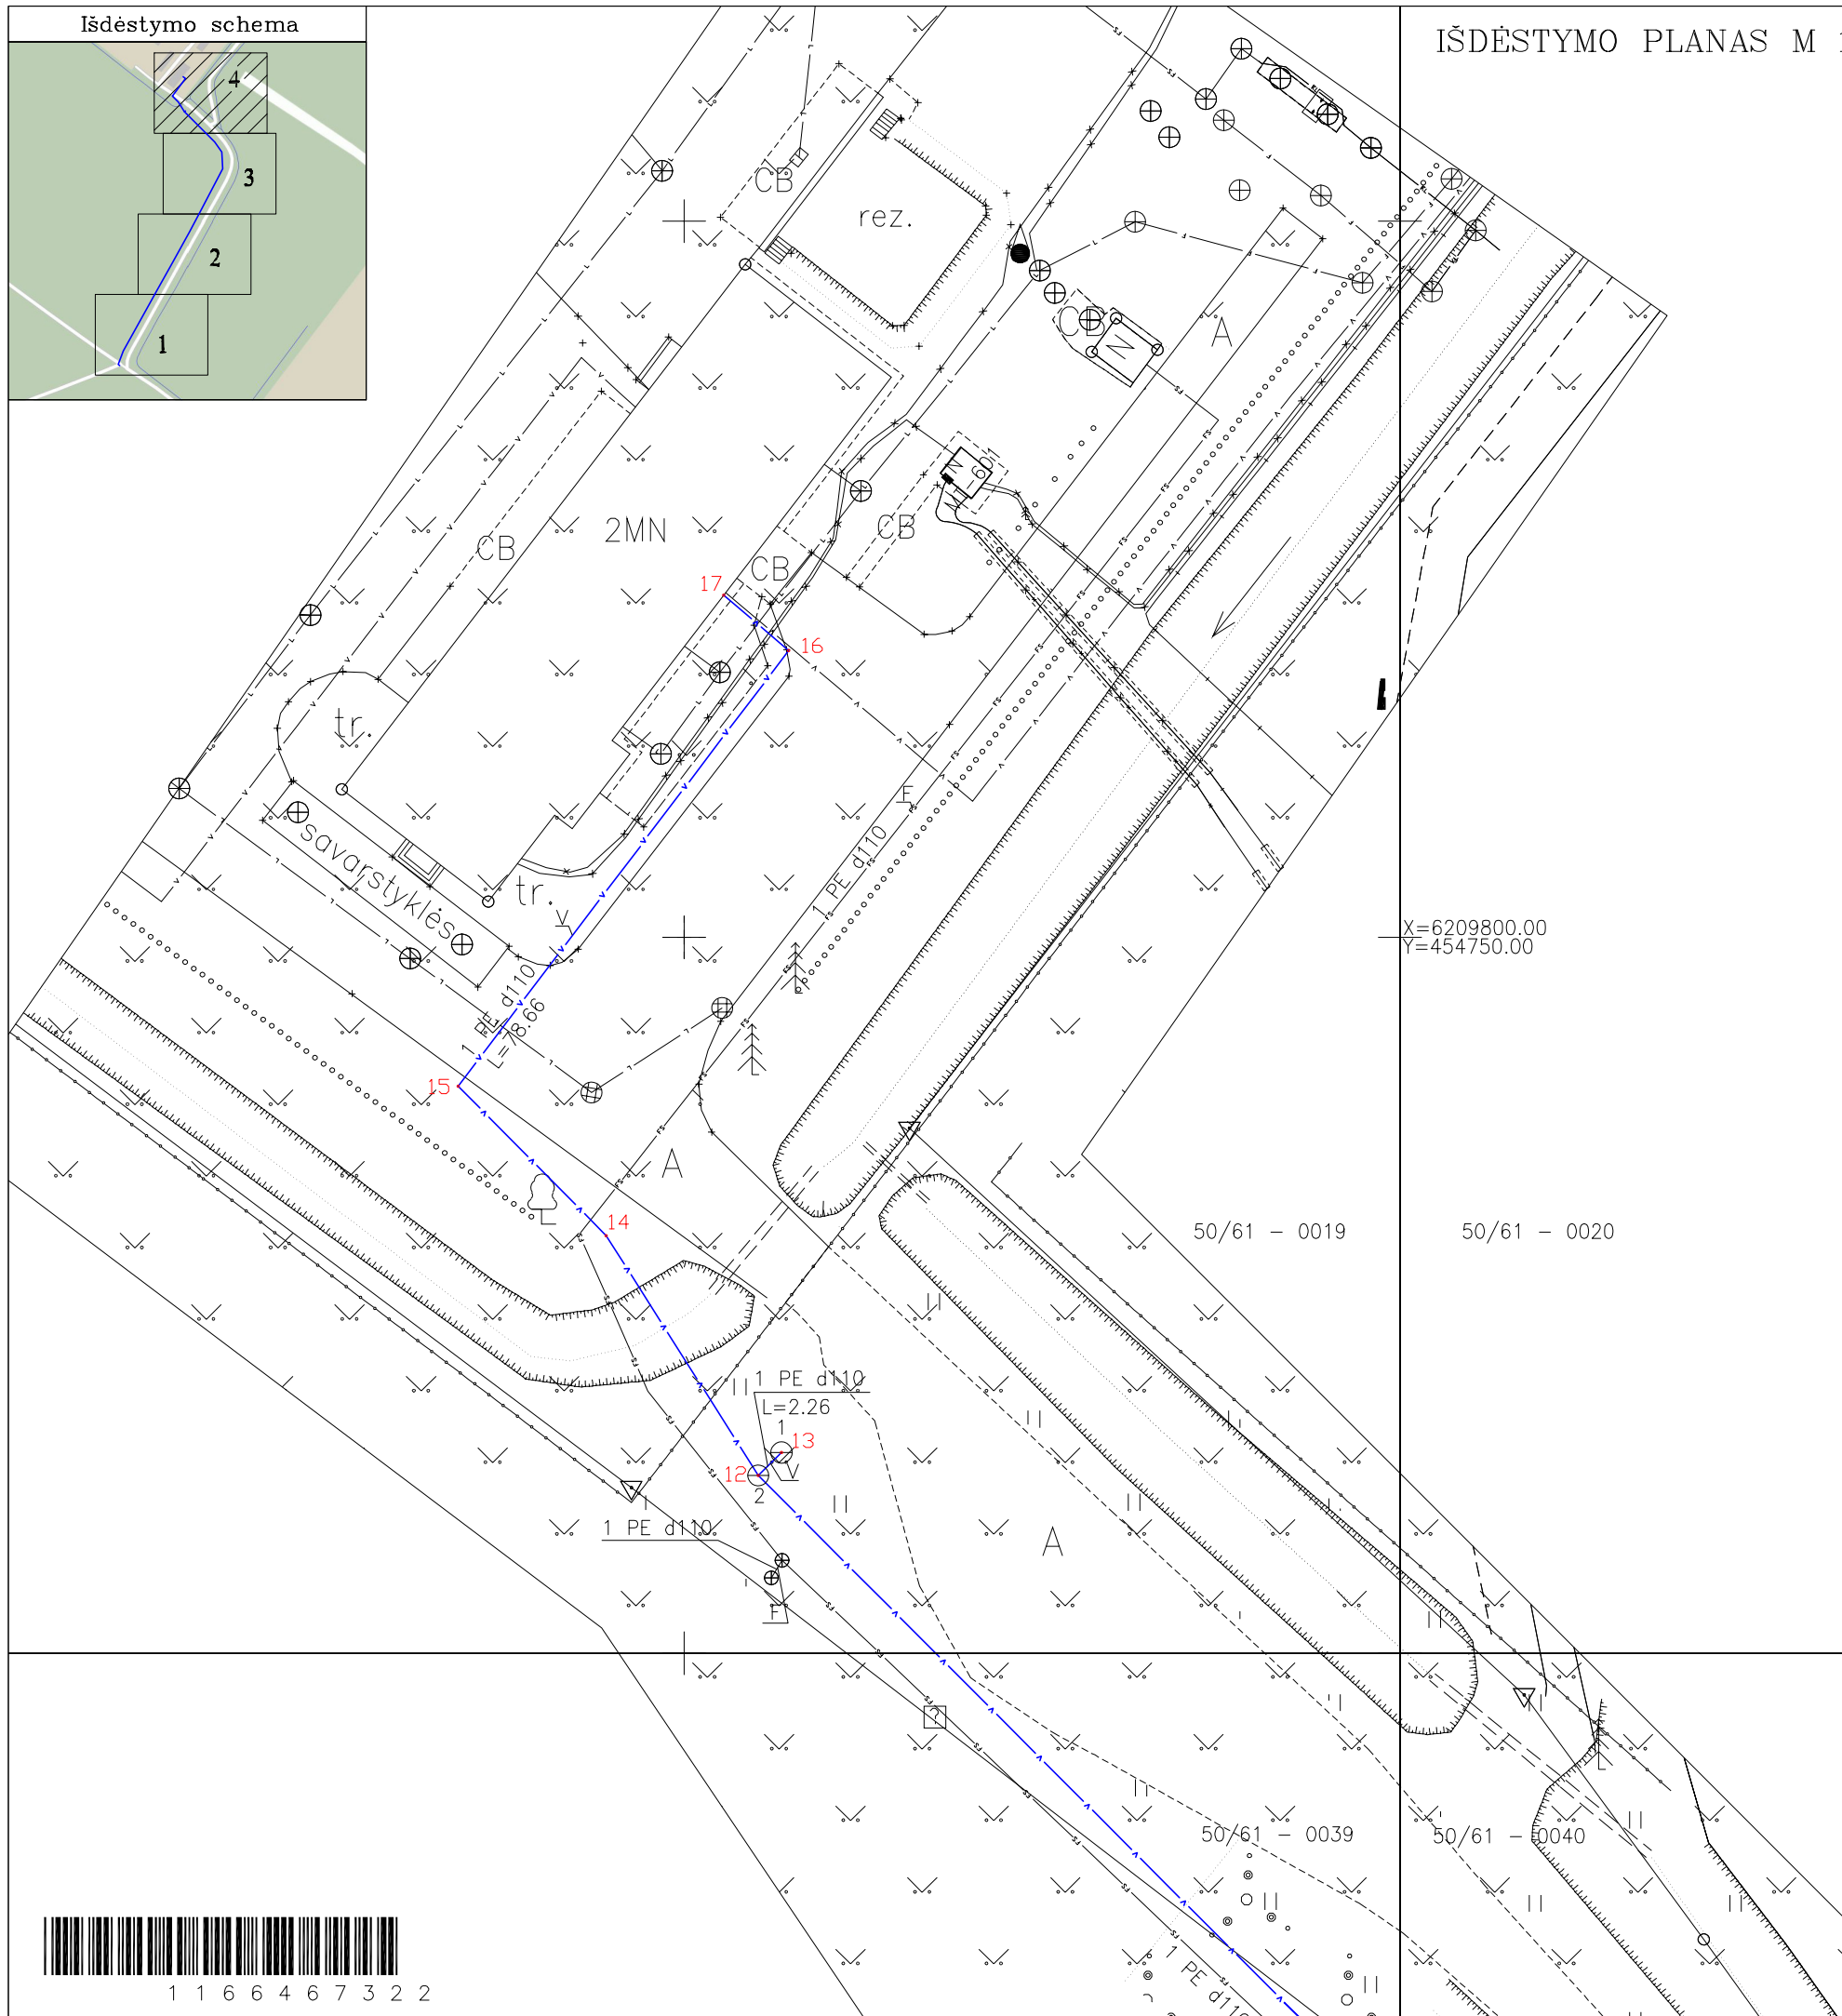 Išdėstymo schema
4
3
2
1
IŠDĖSTYMO PLANAS M
CB
rez.
CB
N
A
N
CB
2MN
CB
CB
17
16
tr.
savarstyklės
tr.
V
F
1 PE d110
1 PE d110
L=78.66
X=6209800.00
Y=454750.00
15
A
14
50/61 - 0019
50/61 - 0020
1 PE d110
L=2.26
1
13
12
V
2
1 PE d110
A
F
?
50/61 - 0039
50/61 - 0040
1 PE d110
1 1 6 6 4 6 7 3 2 2